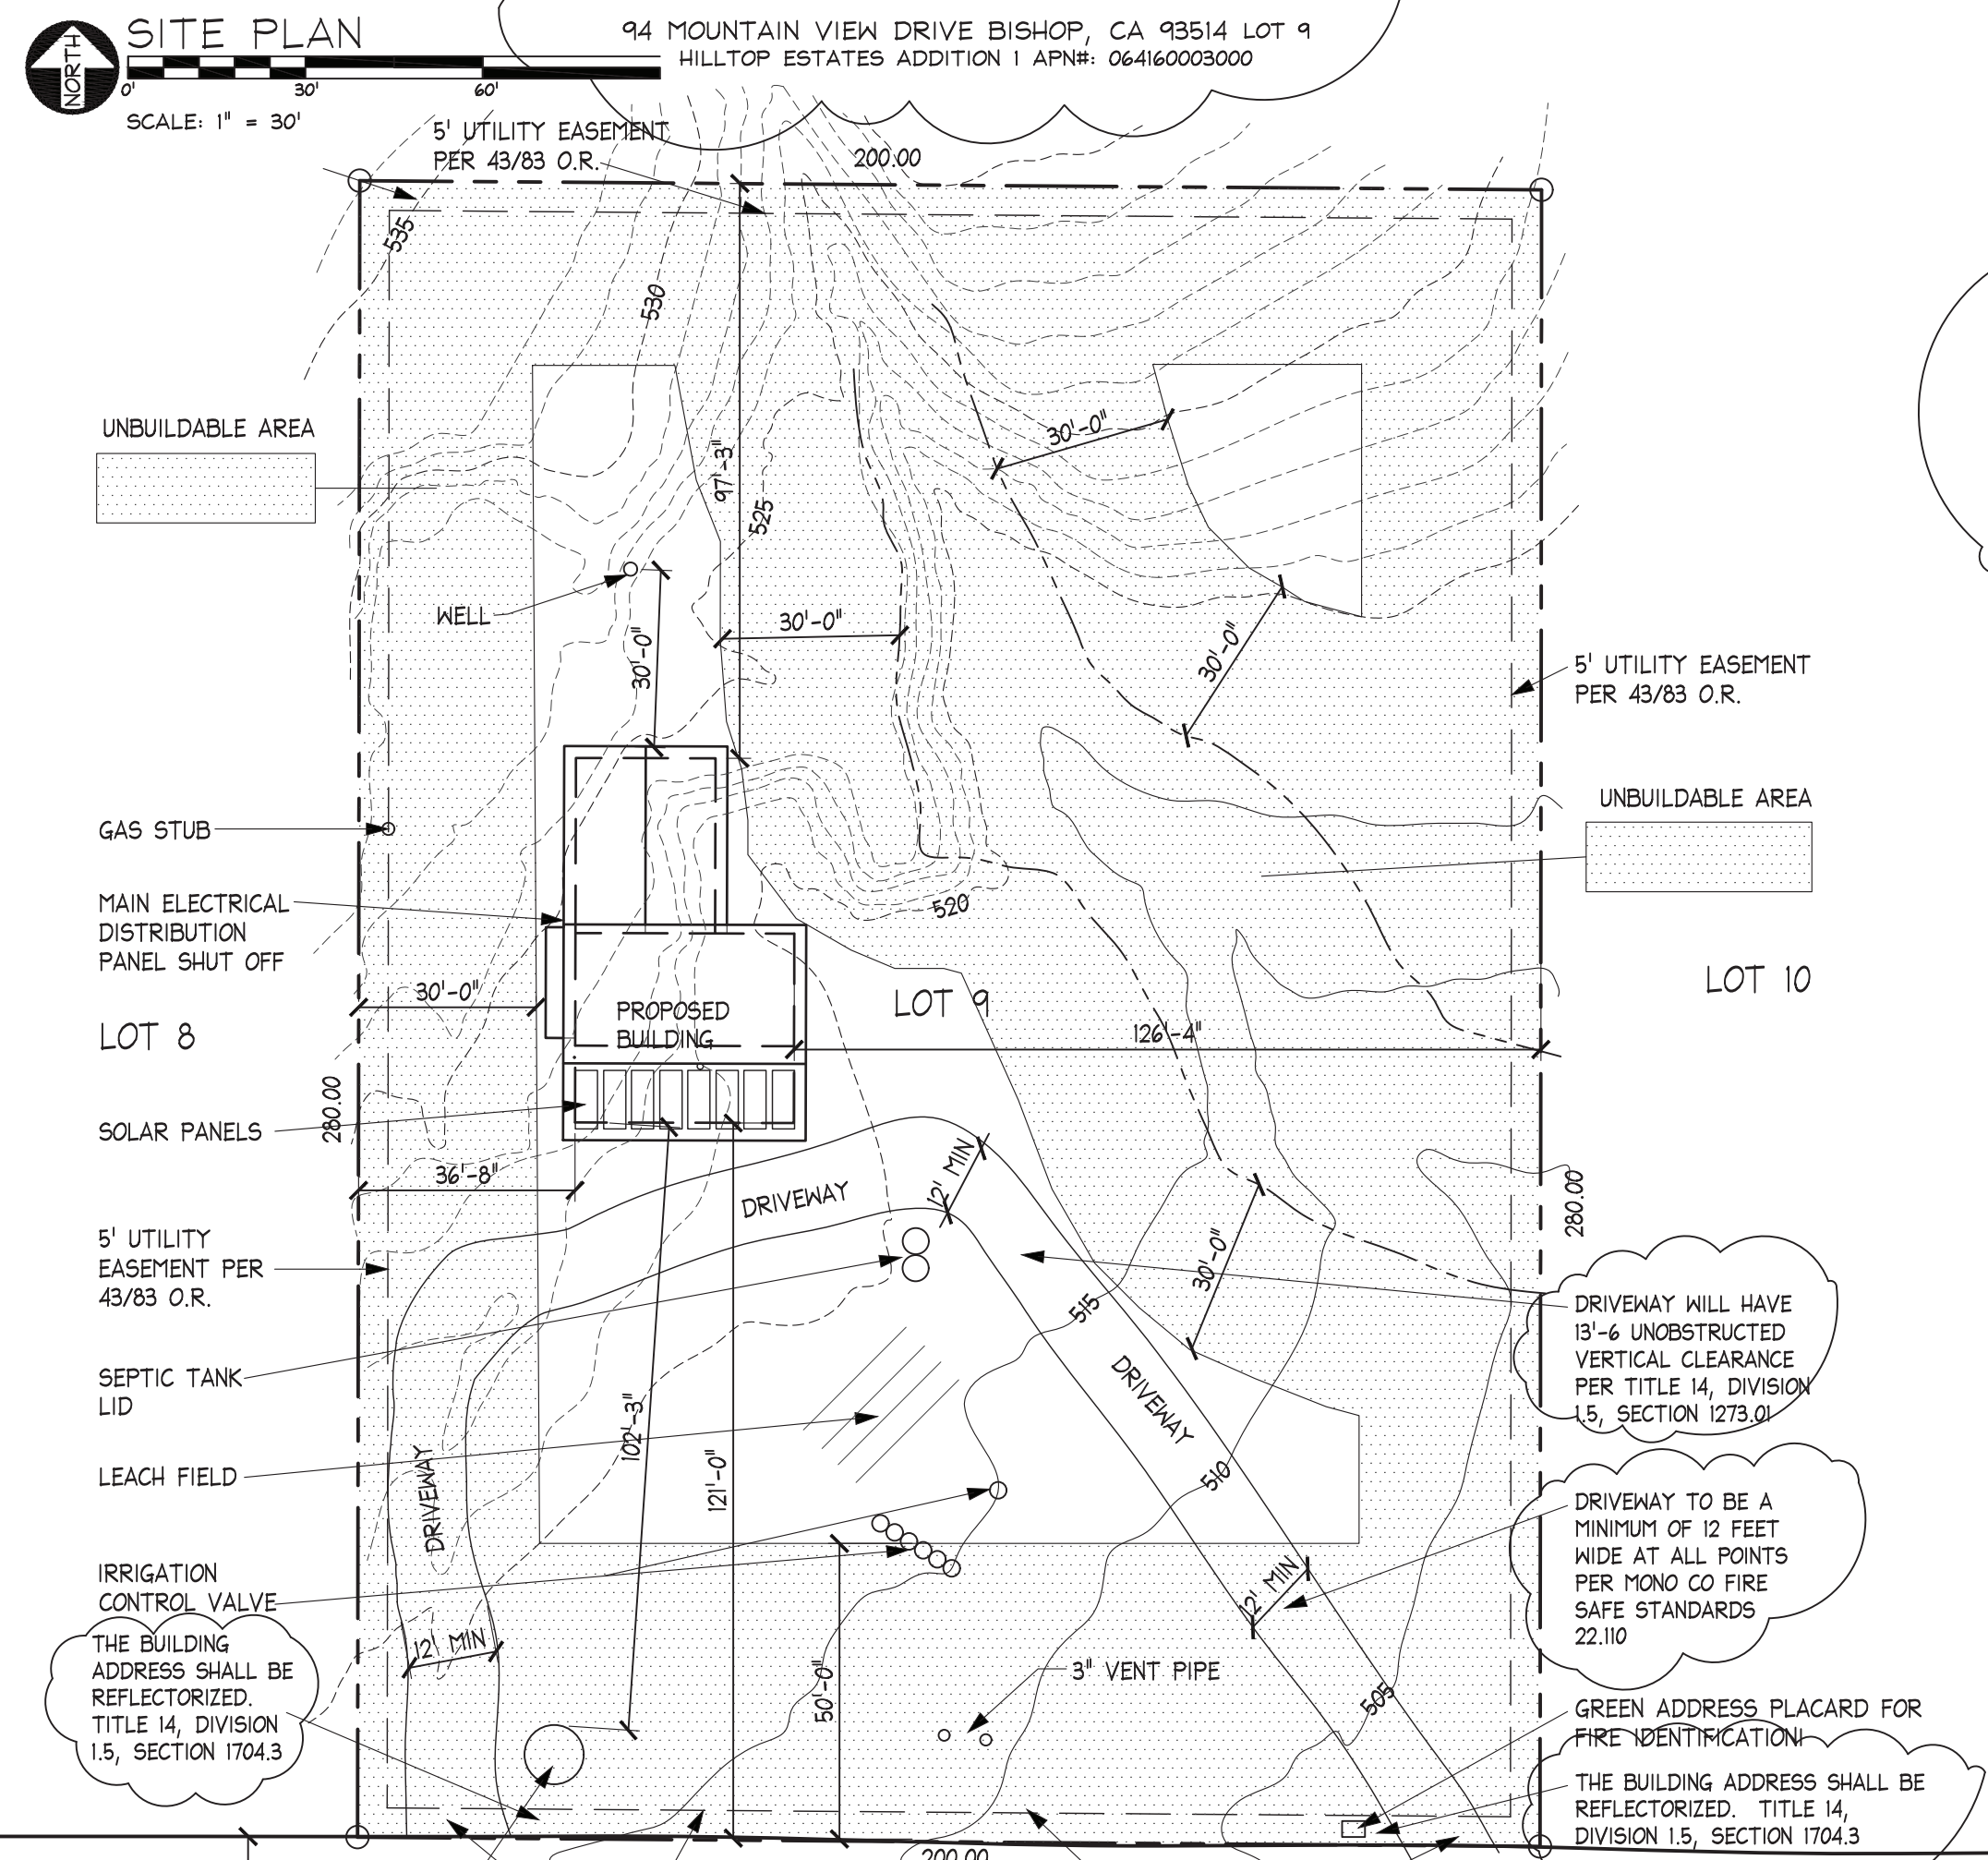 SITE PLAN
NORTH
0' 30' 60'
SCALE: 1" = 30'
94 MOUNTAIN VIEW DRIVE BISHOP, CA 93514 LOT 9
HILLTOP ESTATES ADDITION 1 APN#: 064160003000
5' UTILITY EASEMENT
PER 43/83 O.R.
200.00
535
530
UNBUILDABLE AREA
30'-0"
97'-3"
525
WELL
30'-0"
30'-0"
30'-0"
5' UTILITY EASEMENT
PER 43/83 O.R.
UNBUILDABLE AREA
GAS STUB
MAIN ELECTRICAL
DISTRIBUTION
PANEL SHUT OFF
520
LOT 10
30'-0"
PROPOSED
BUILDING
LOT 9
LOT 8
126'-4"
280.00
SOLAR PANELS
36'-8"
12' MIN
DRIVEWAY
280.00
5' UTILITY
EASEMENT PER
43/83 O.R.
30'-0"
515
DRIVEWAY WILL HAVE
13'-6 UNOBSTRUCTED
VERTICAL CLEARANCE
PER TITLE 14, DIVISION
1.5, SECTION 1273.01
SEPTIC TANK
LID
DRIVEWAY
102'-3"
121'-0"
LEACH FIELD
DRIVEWAY
510
DRIVEWAY TO BE A
MINIMUM OF 12 FEET
WIDE AT ALL POINTS
PER MONO CO FIRE
SAFE STANDARDS
22.110
IRRIGATION
CONTROL VALVE
12' MIN
THE BUILDING
ADDRESS SHALL BE
REFLECTORIZED.
TITLE 14, DIVISION
1.5, SECTION 1704.3
12' MIN
50'-0"
3" VENT PIPE
505
GREEN ADDRESS PLACARD FOR
FIRE IDENTIFICATION
THE BUILDING ADDRESS SHALL BE
REFLECTORIZED. TITLE 14,
DIVISION 1.5, SECTION 1704.3
200.00